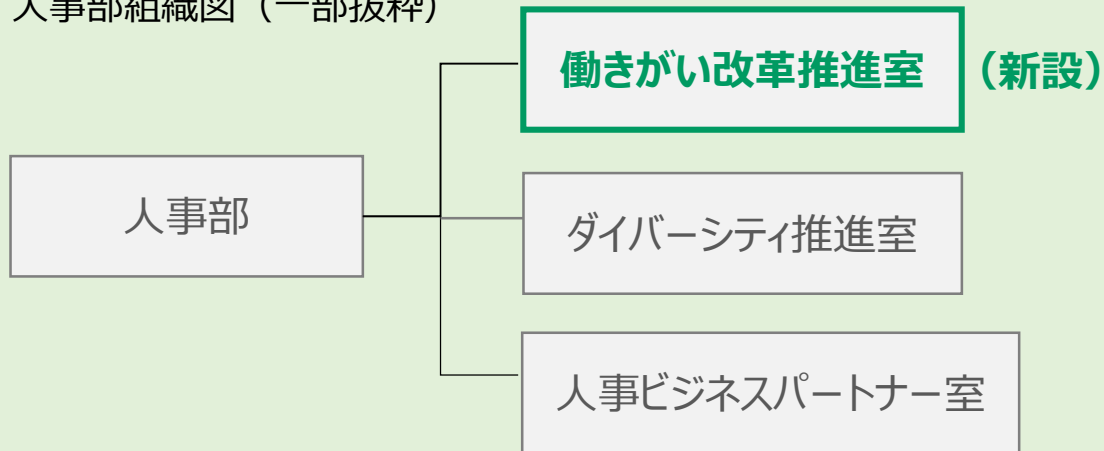 人事部組織図（一部抜粋）
働きがい改革推進室 （新設）
人事部
ダイバーシティ推進室
人事ビジネスパートナー室